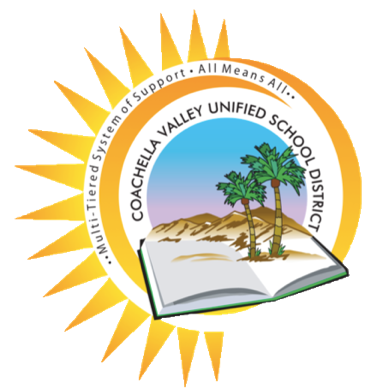 ••Multi-Tiered System of Support • All Means All••
COACHELLA VALLEY UNIFIED SCHOOL DISTRICT